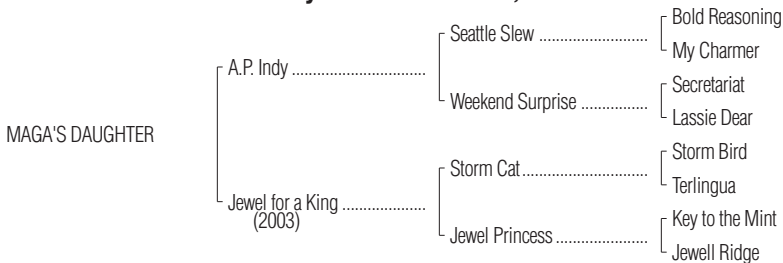 Bold Reasoning
Seattle Slew ..............................
My Charmer
A.P. Indy .....................................
Secretariat
Weekend Surprise ..................
Lassie Dear
MAGA'S DAUGHTER
Storm Bird
Storm Cat...................................
Terlingua
Jewel for a King .......................
(2003)
Key to the Mint
Jewel Princess .........................
Jewell Ridge